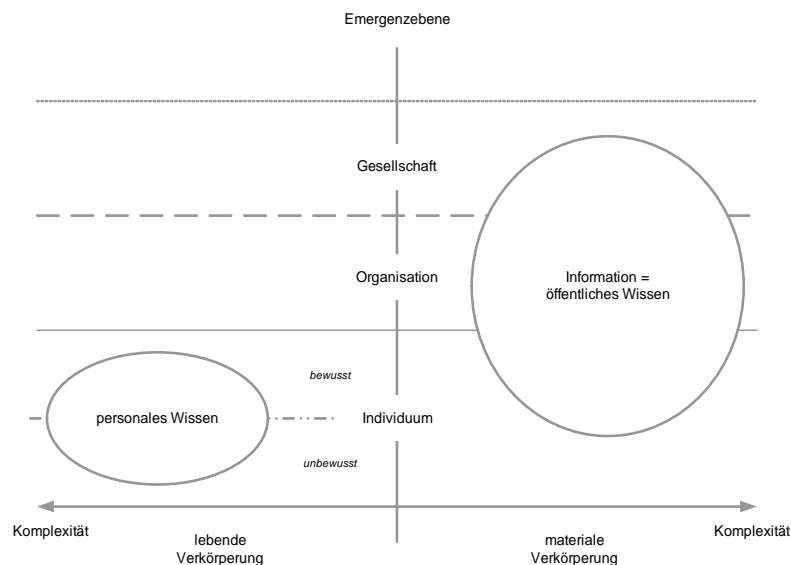 Emergenzebene
Gesellschaft
Organisation
Information =
öffentliches Wissen
bewusst
personales Wissen
Individuum
unbewusst
Komplexität
lebende
Verkörperung
materiale
Verkörperung
Komplexität